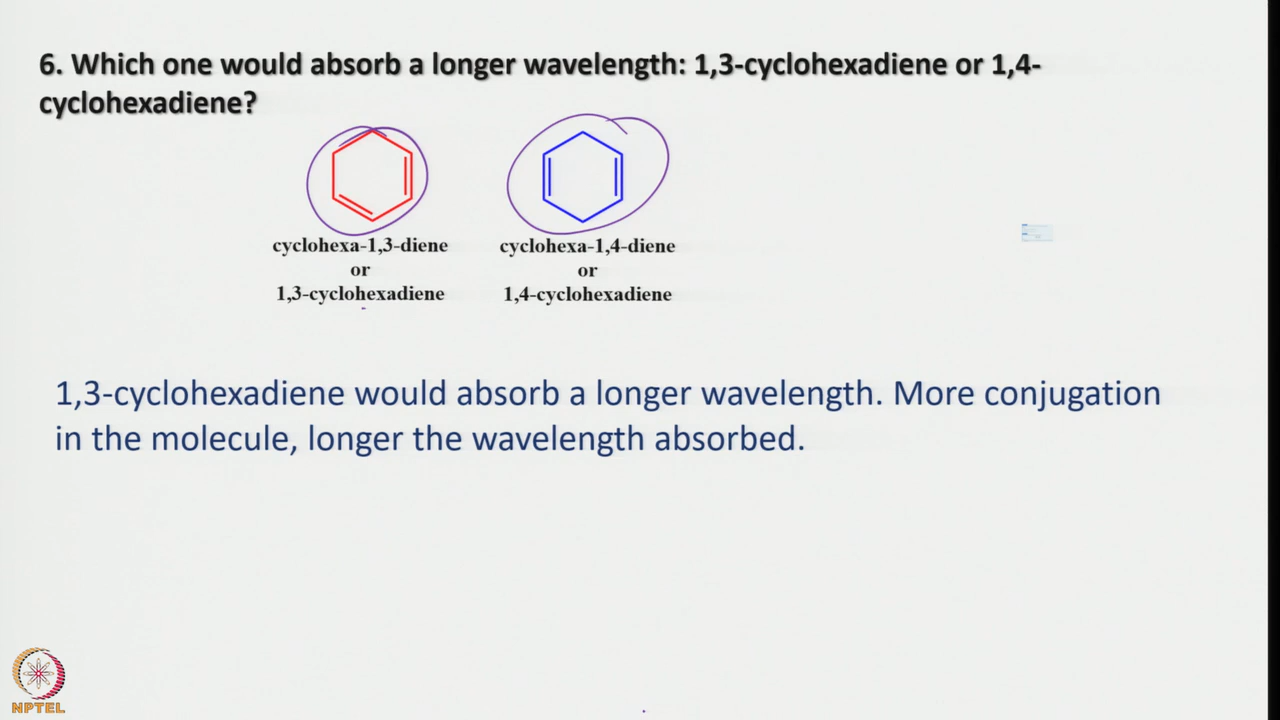 6. Which one would absorb a longer wavelength: 1,3-cyclohexadiene or 1,4-
cyclohexadiene?
cyclohexa-1,3-diene
or
1,3-cyclohexadiene
cyclohexa-1,4-diene
or
1,4-cyclohexadiene
1,3-cyclohexadiene would absorb a longer wavelength. More conjugation
in the molecule, longer the wavelength absorbed.
NPTEL